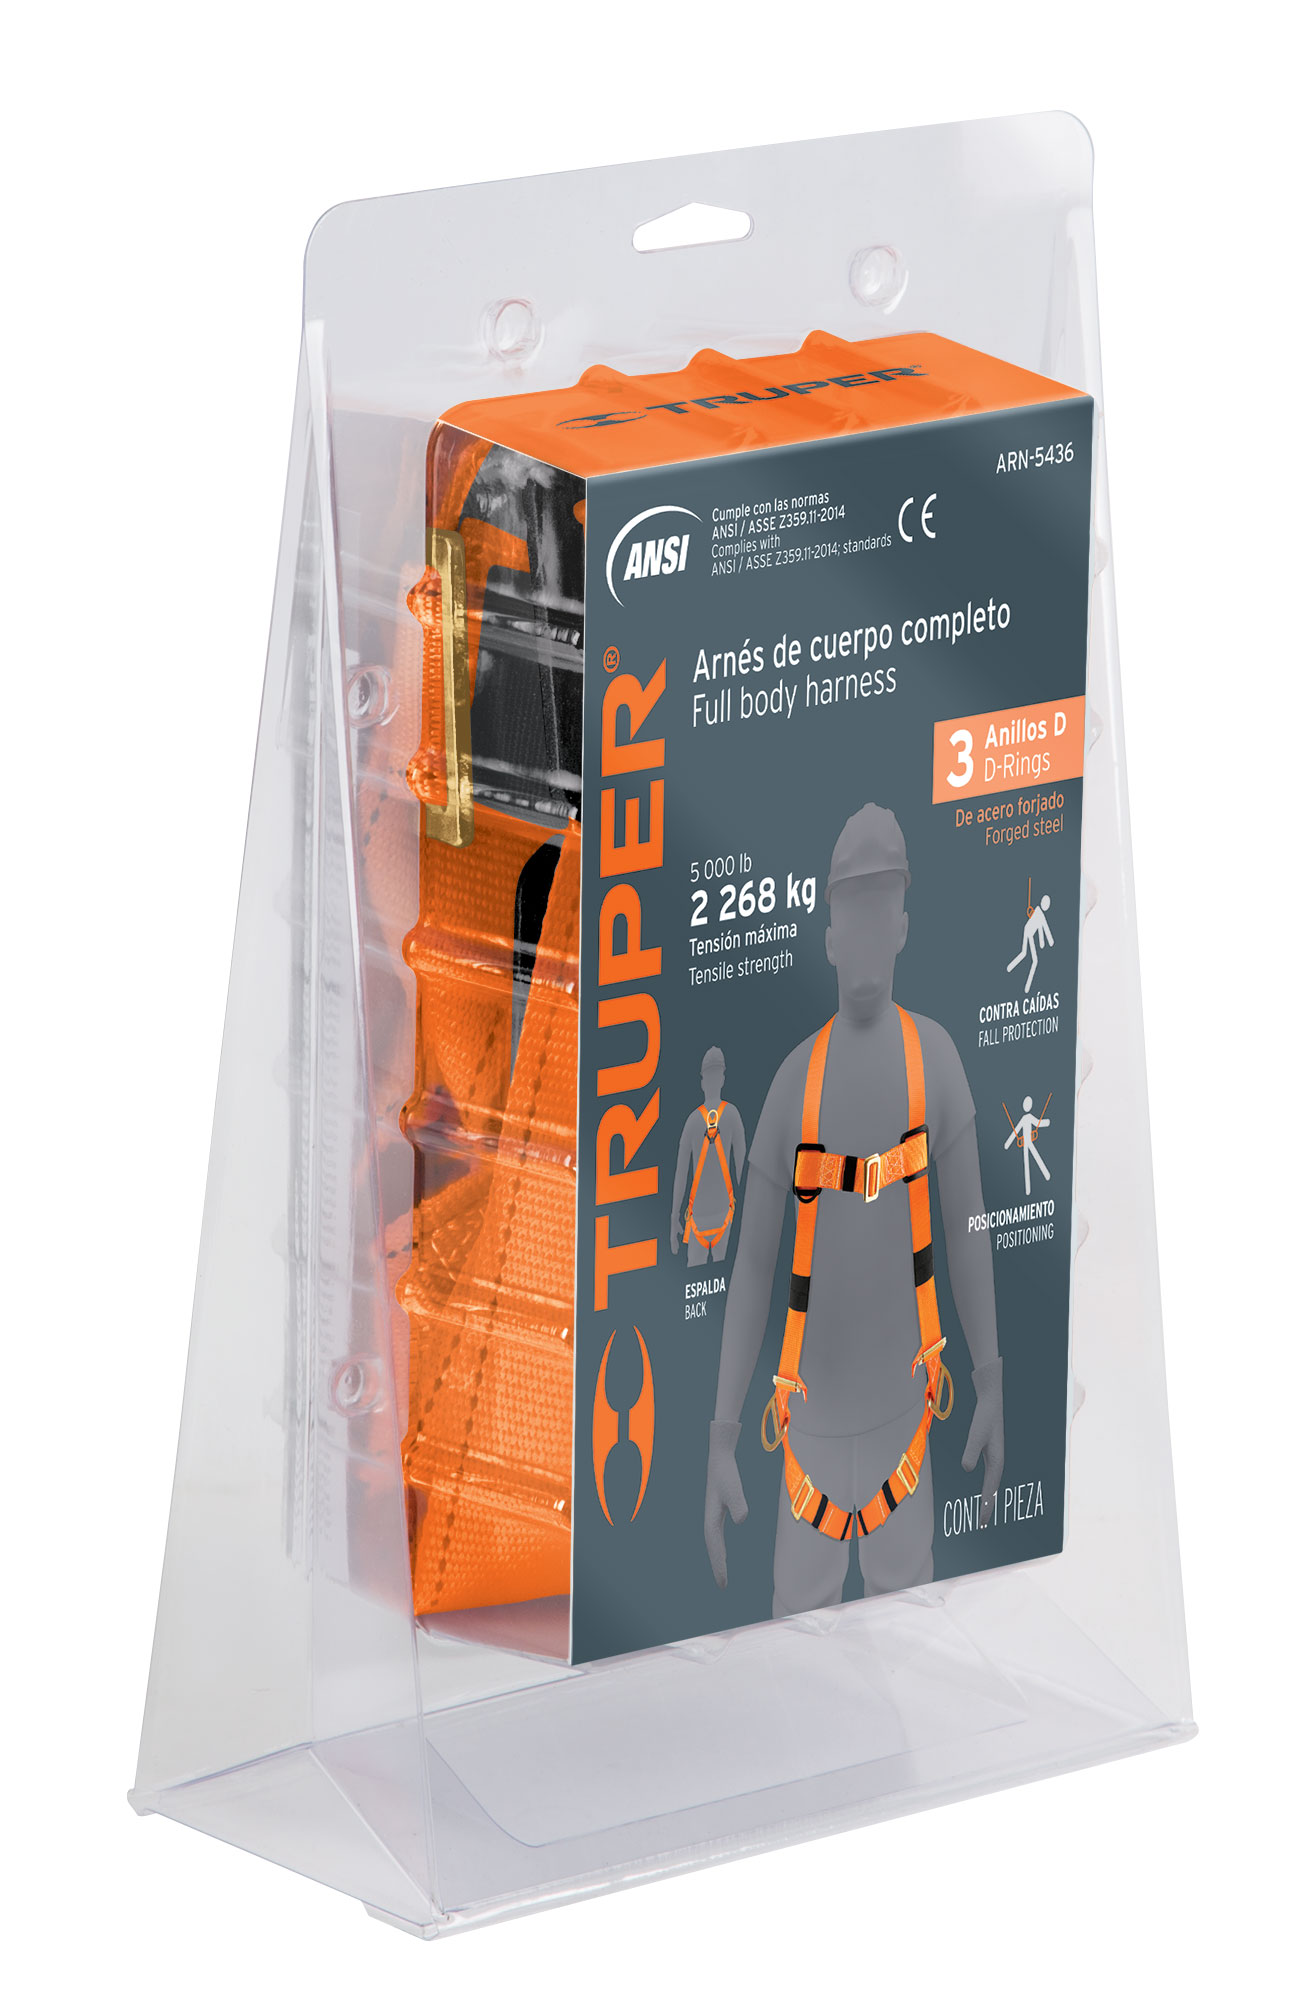 TRUPER®
ARN-5436
ANSI
Cumple con las normas
ANSI / ASSE Z359.11-2014
Complies with
ANSI / ASSE Z359.11-2014; standards
CE
TRUPER®
Arnés de cuerpo completo
Full body harness
3 Anillos D
D-Rings
De acero forjado
Forged steel
5 000 lb
2 268 kg
Tensión máxima
Tensile strength
CONTRA CAÍDAS
FALL PROTECTION
POSICIONAMIENTO
POSITIONING
ESPALDA
BACK
CONT.: 1 PIEZA